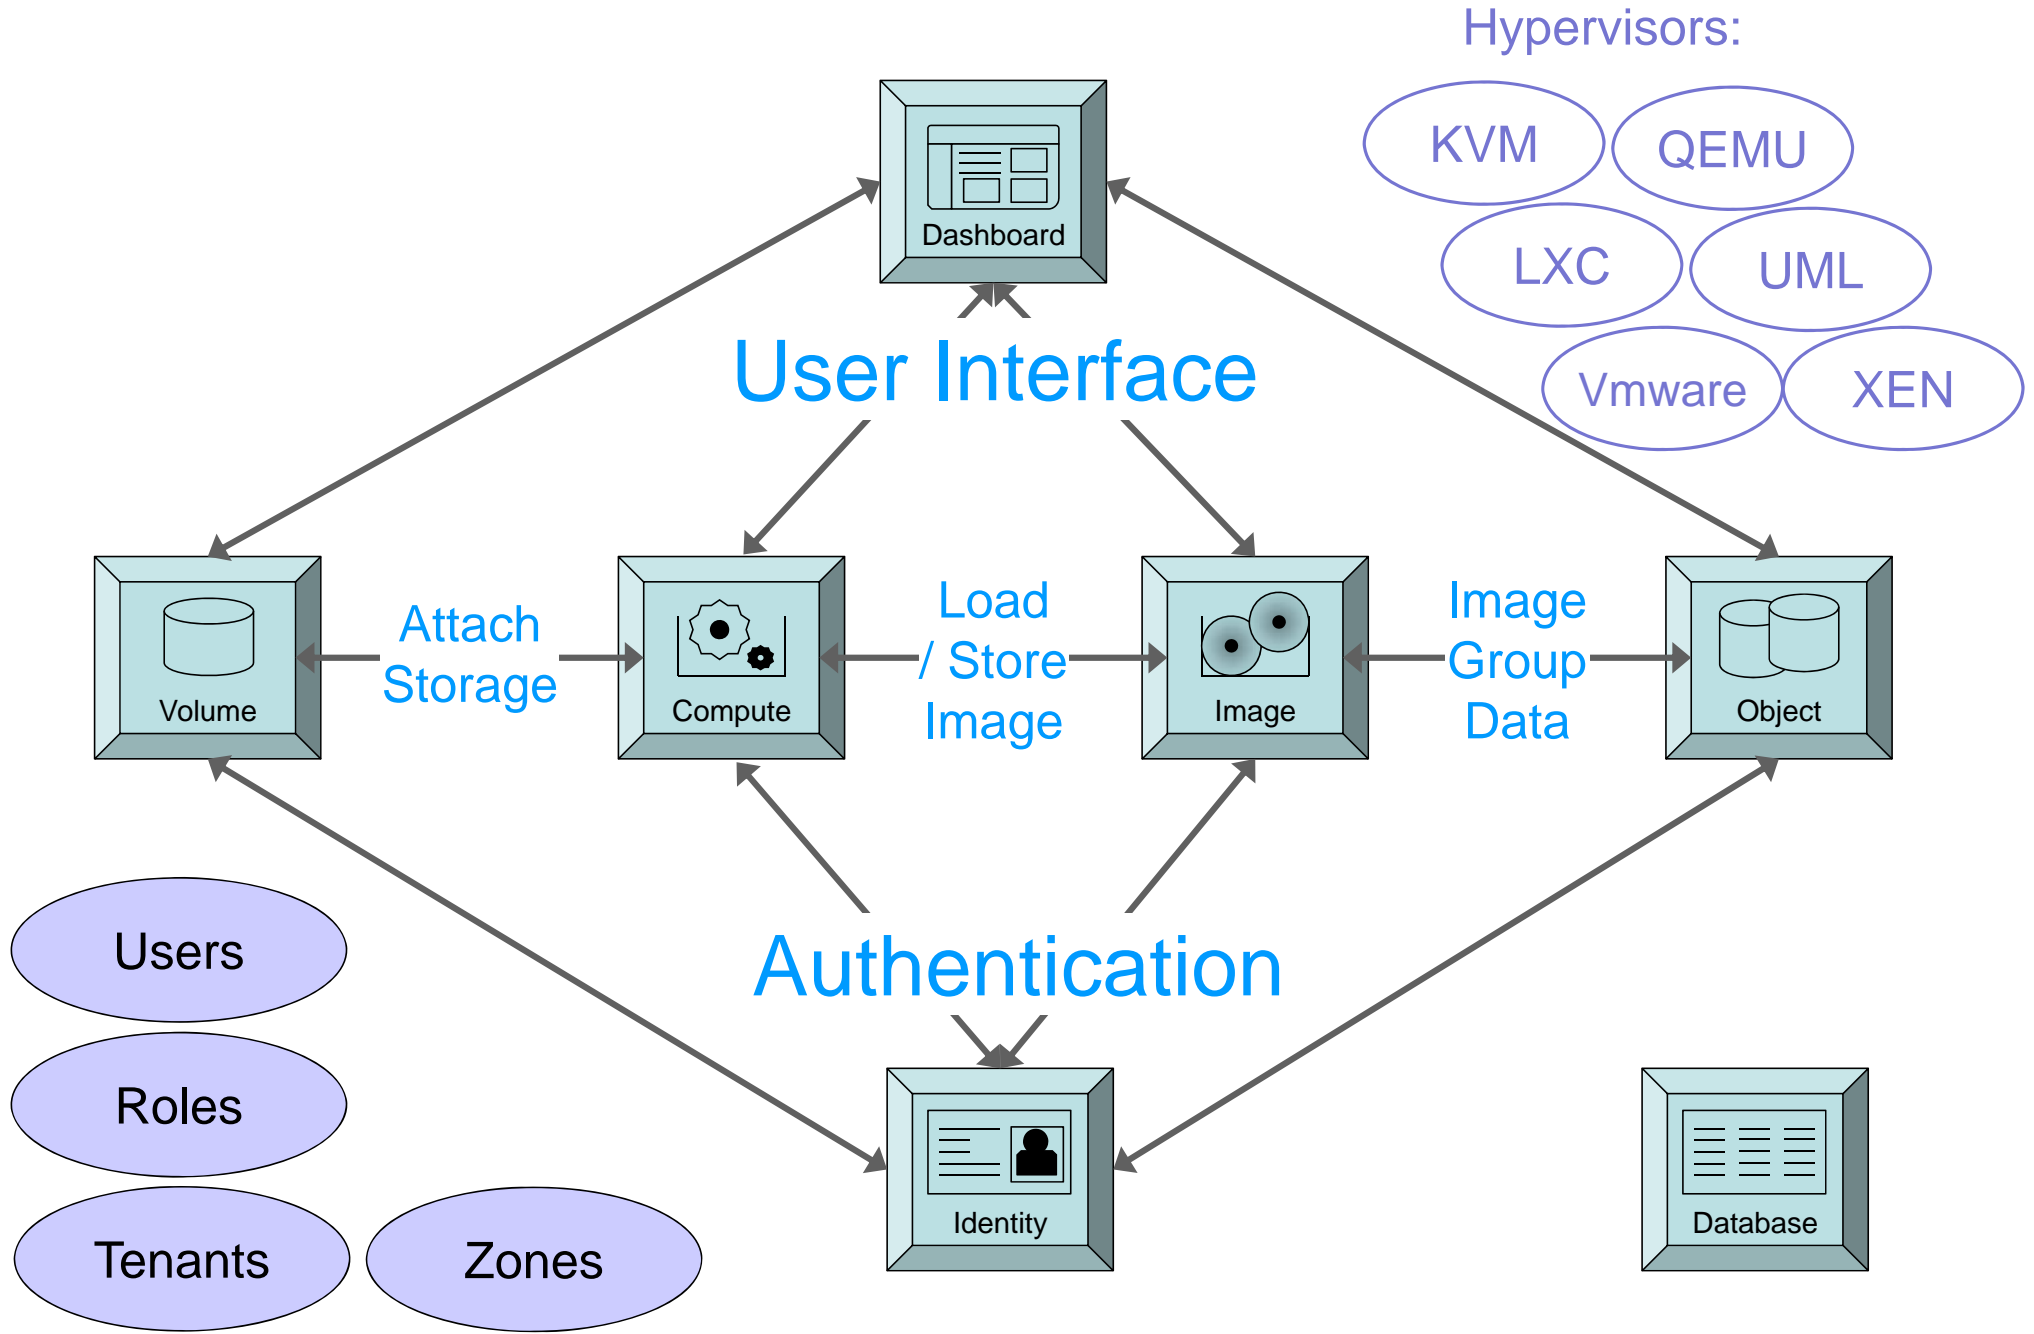 Hypervisors:
KVM
QEMU
Dashboard
LXC
UML
User Interface
Vmware
XEN
Attach
Storage
Load
/ Store
Image
Image
Group
Data
Volume
Compute
Image
Object
Users
Authentication
Roles
Identity
Database
Tenants
Zones